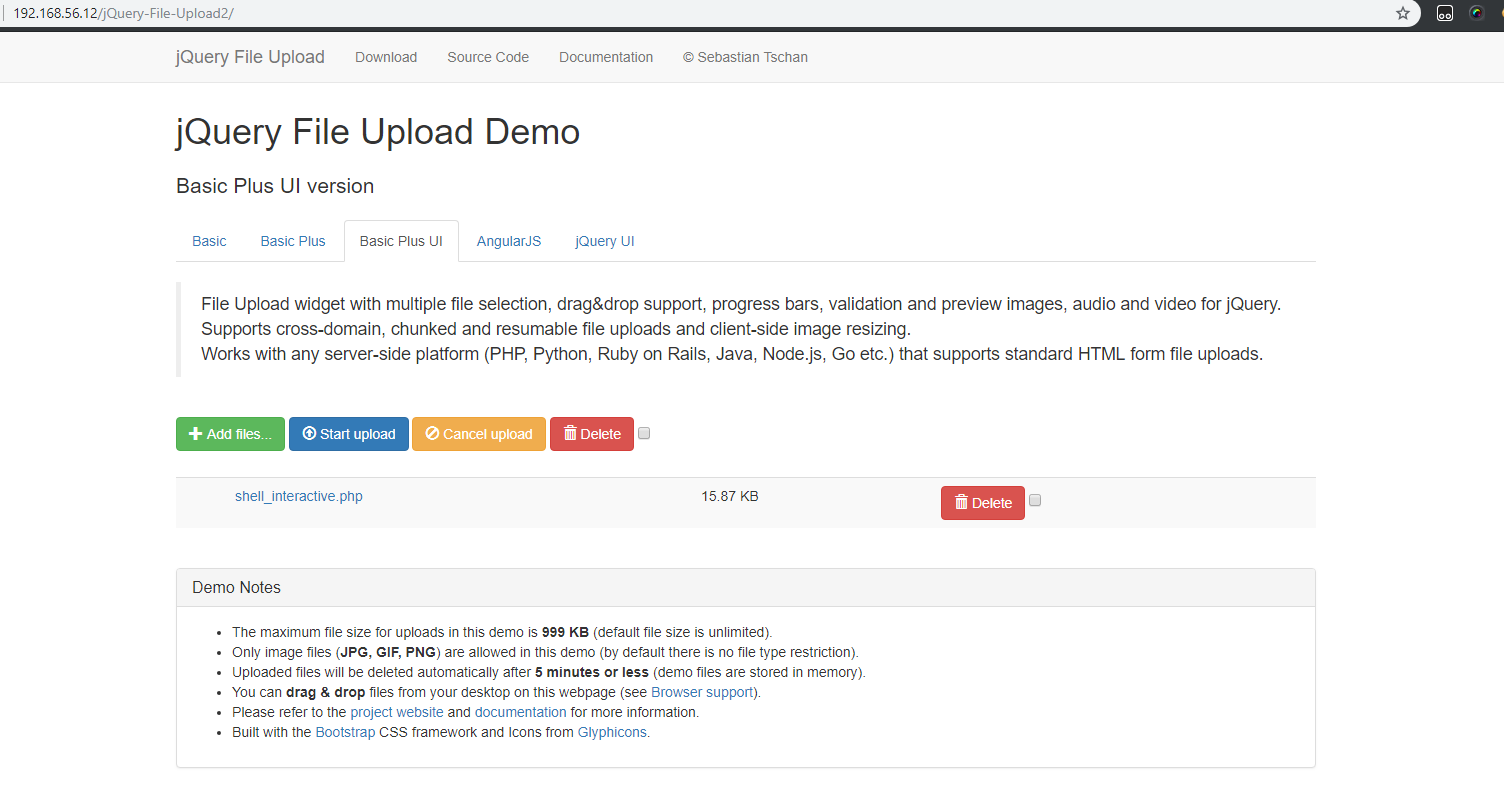 192.168.56.12/jQuery-File-Upload2/
jQuery File Upload Download Source Code Documentation © Sebastian Tschan
jQuery File Upload Demo
Basic Plus UI version
Basic Basic Plus Basic Plus UI AngularJS jQuery UI
File Upload widget with multiple file selection, drag&drop support, progress bars, validation and preview images, audio and video for jQuery.
Supports cross-domain, chunked and resumable file uploads and client-side image resizing.
Works with any server-side platform (PHP, Python, Ruby on Rails, Java, Node.js, Go etc.) that supports standard HTML form file uploads.
Add files... Start upload Cancel upload Delete
shell_interactive.php 15.87 KB Delete
Demo Notes
• The maximum file size for uploads in this demo is 999 KB (default file size is unlimited).
• Only image files (JPG, GIF, PNG) are allowed in this demo (by default there is no file type restriction).
• Uploaded files will be deleted automatically after 5 minutes or less (demo files are stored in memory).
• You can drag & drop files from your desktop on this webpage (see Browser support).
• Please refer to the project website and documentation for more information.
• Built with the Bootstrap CSS framework and Icons from Glyphicons.